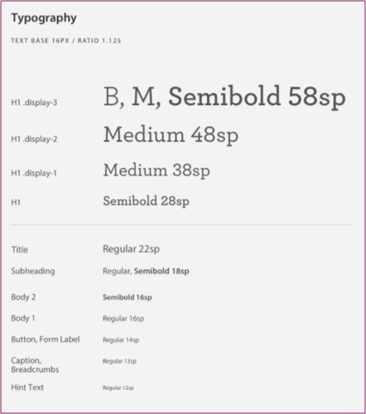 Typography
TEXT BASE 16PX / RATIO 1.125
H1 .display-3 B, M, Semibold 58sp
H1 .display-2 Medium 48sp
H1 .display-1 Medium 38sp
H1 Semibold 28sp
Title Regular 22sp
Subheading Regular, Semibold 18sp
Body 2 Semibold 16sp
Body 1 Regular 16sp
Button, Form Label Regular 14sp
Caption, Regular 13sp
Breadcrumbs
Hint Text Regular 12sp